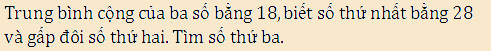 Trung bình cộng của ba số bằng 18, biết số thứ nhất bằng 28
và gấp đôi số thứ hai. Tìm số thứ ba.